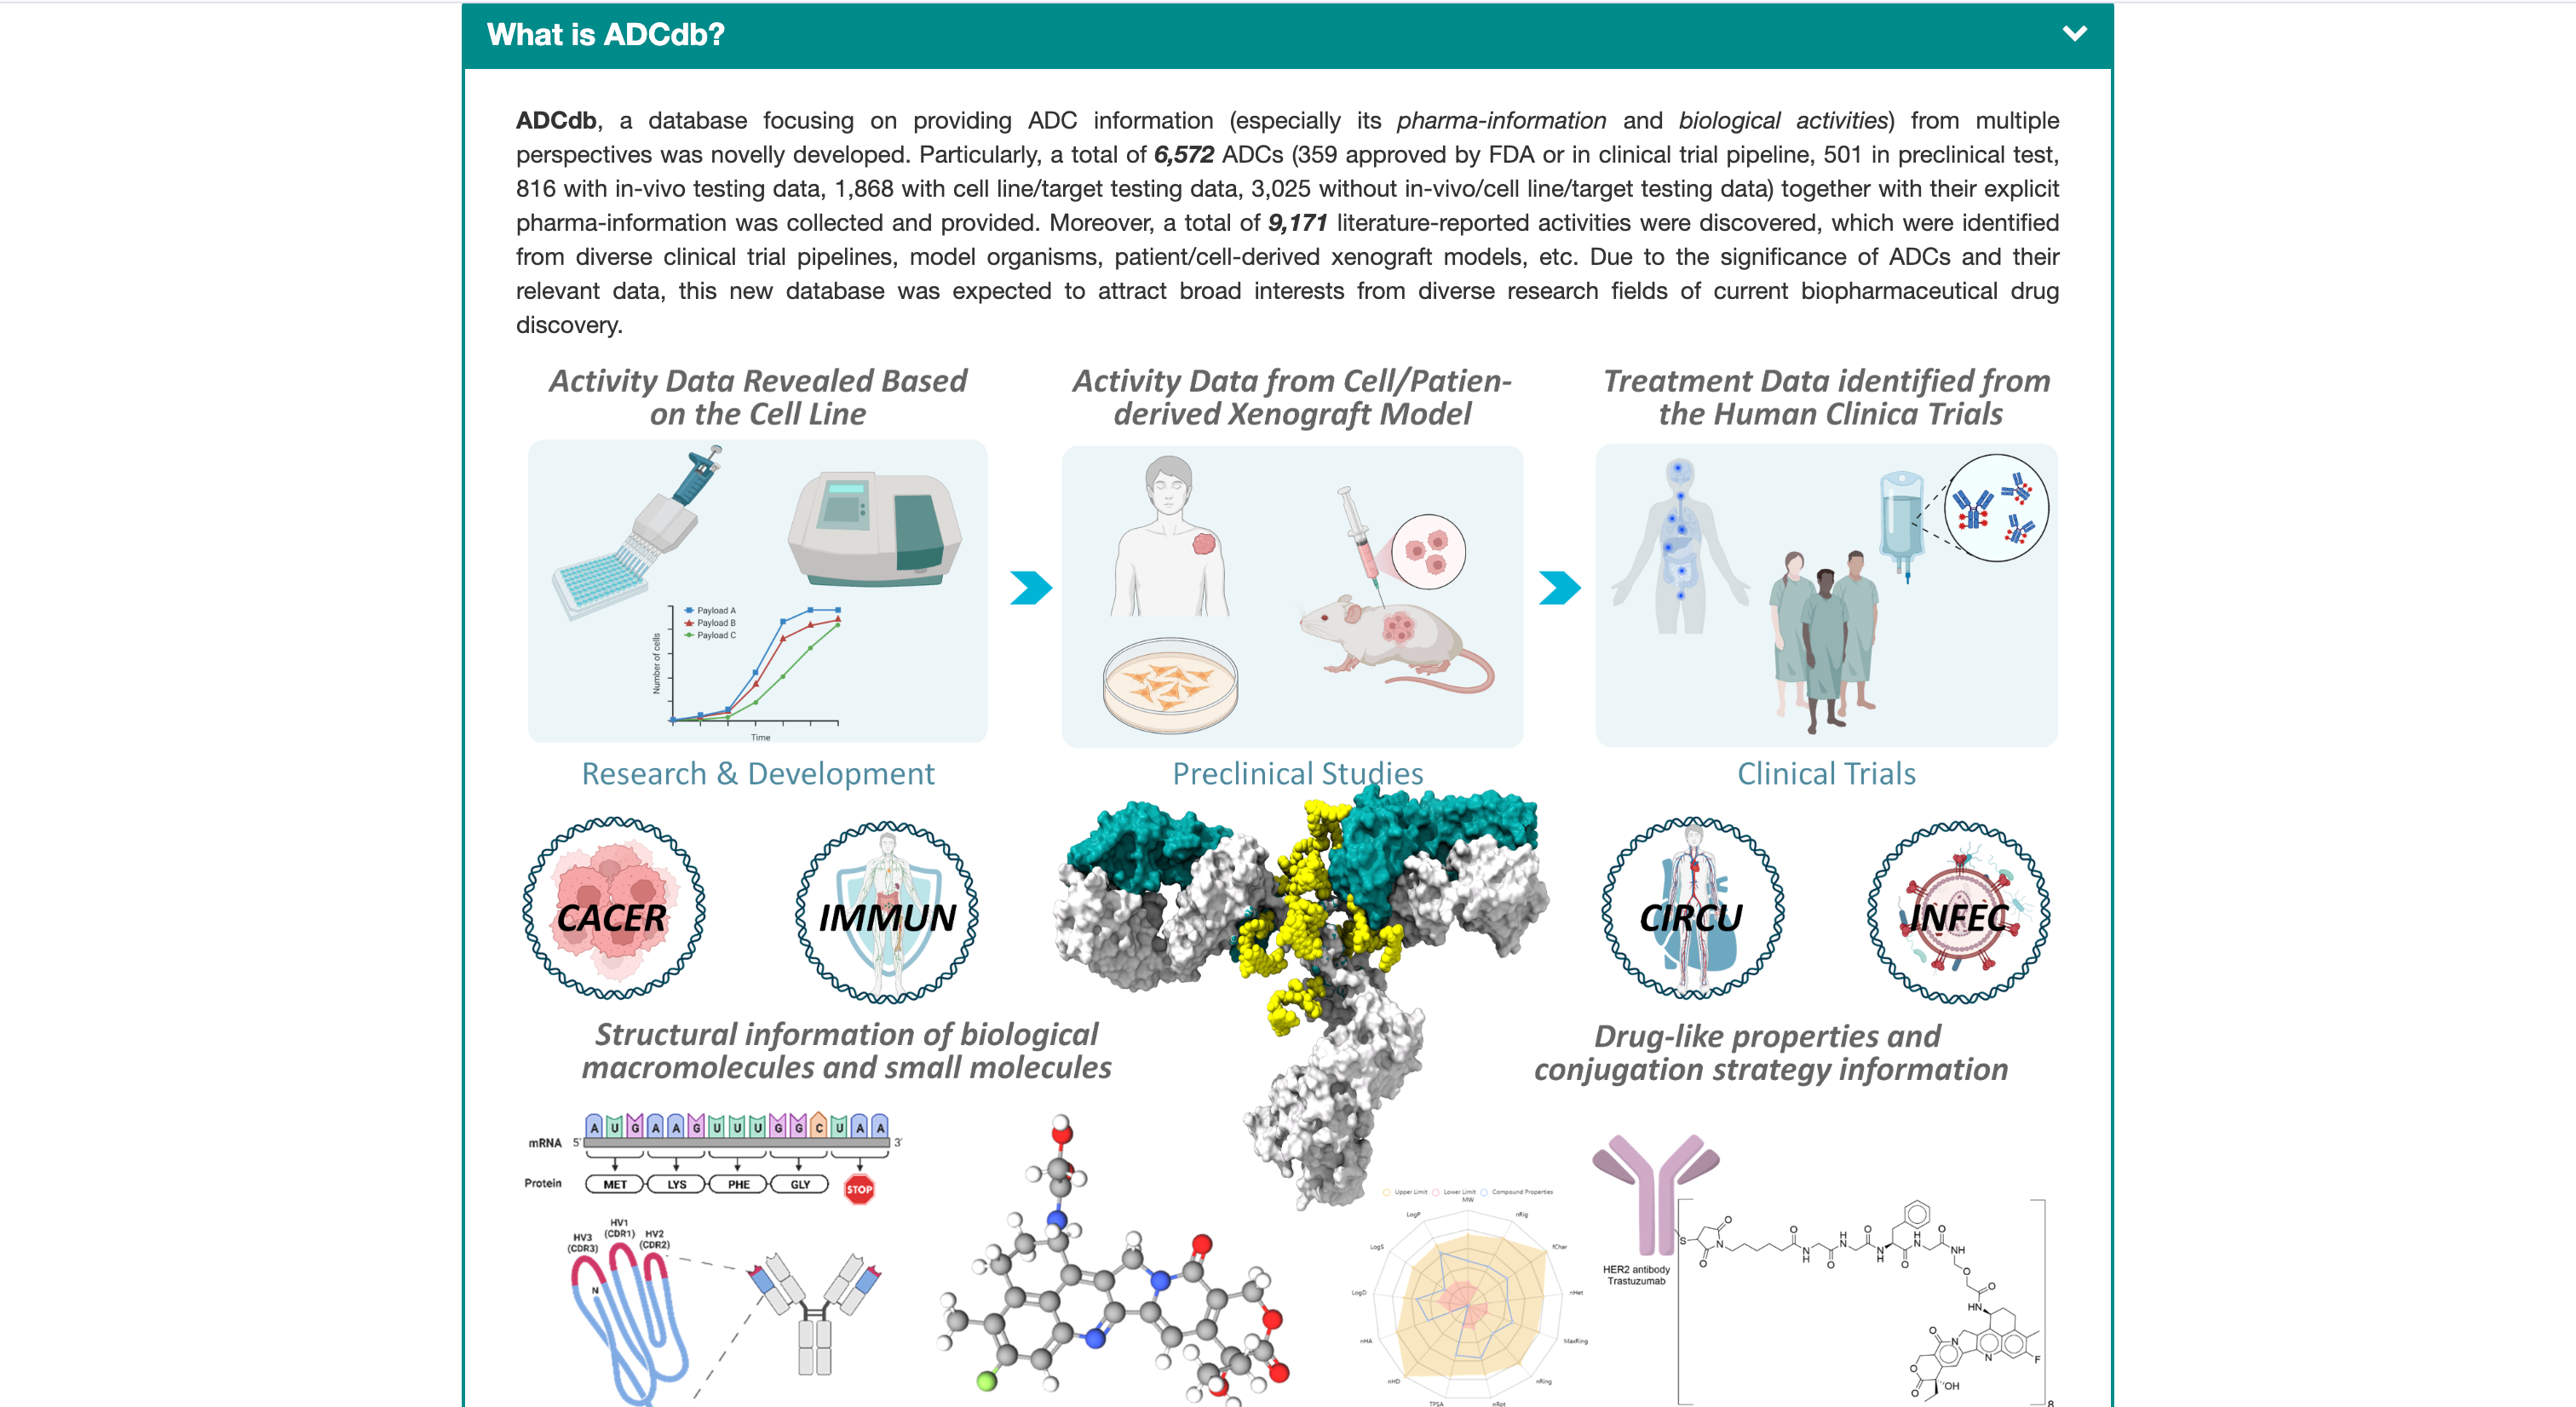 What is ADCdb?
ADCdb, a database focusing on providing ADC information (especially its pharma-information and biological activities) from multiple
perspectives was novelly developed. Particularly, a total of 6,572 ADCs (359 approved by FDA or in clinical trial pipeline, 501 in preclinical test,
816 with in-vivo testing data, 1,868 with cell line/target testing data, 3,025 without in-vivo/cell line/target testing data) together with their explicit
pharma-information was collected and provided. Moreover, a total of 9,171 literature-reported activities were discovered, which were identified
from diverse clinical trial pipelines, model organisms, patient/cell-derived xenograft models, etc. Due to the significance of ADCs and their
relevant data, this new database was expected to attract broad interests from diverse research fields of current biopharmaceutical drug
discovery.
Activity Data Revealed Based
on the Cell Line
Activity Data from Cell/Patien-
derived Xenograft Model
Treatment Data identified from
the Human Clinica Trials
Payload A
Payload B
Payload C
Number of cells
Time
Research & Development
Preclinical Studies
Clinical Trials
CACER
IMMUN
CIRCU
INFEC
Structural information of biological
macromolecules and small molecules
Drug-like properties and
conjugation strategy information
mRNA 5' A U G A A G U U U G G C U A A 3'
Protein MET LYS PHE GLY STOP
HV3
(CDR3)
HV1
(CDR1)
HV2
(CDR2)
N
Upper Limit Lower Limit Compound Properties
MW
nRig
fChar
nHet
MaxRing
nRing
nRot
TPSA
nHD
nHA
LogD
LogS
LogP
HER2 antibody
Trastuzumab
S
O
N
O
O
N
H
O
H
N
O
N
H
O
H
N
O
NH
O
O
HN
O
N
N
F
O
O
OH
8